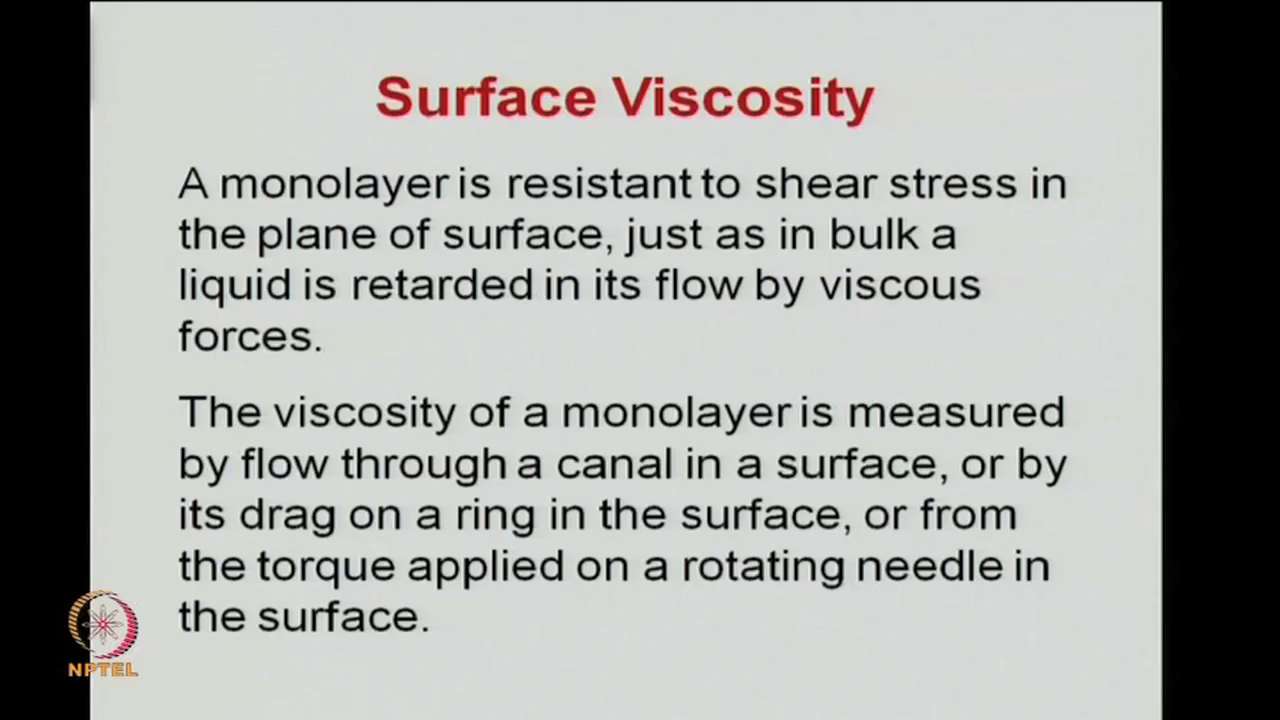 Surface Viscosity
A monolayer is resistant to shear stress in
the plane of surface, just as in bulk a
liquid is retarded in its flow by viscous
forces.
The viscosity of a monolayer is measured
by flow through a canal in a surface, or by
its drag on a ring in the surface, or from
the torque applied on a rotating needle in
the surface.
NPTEL